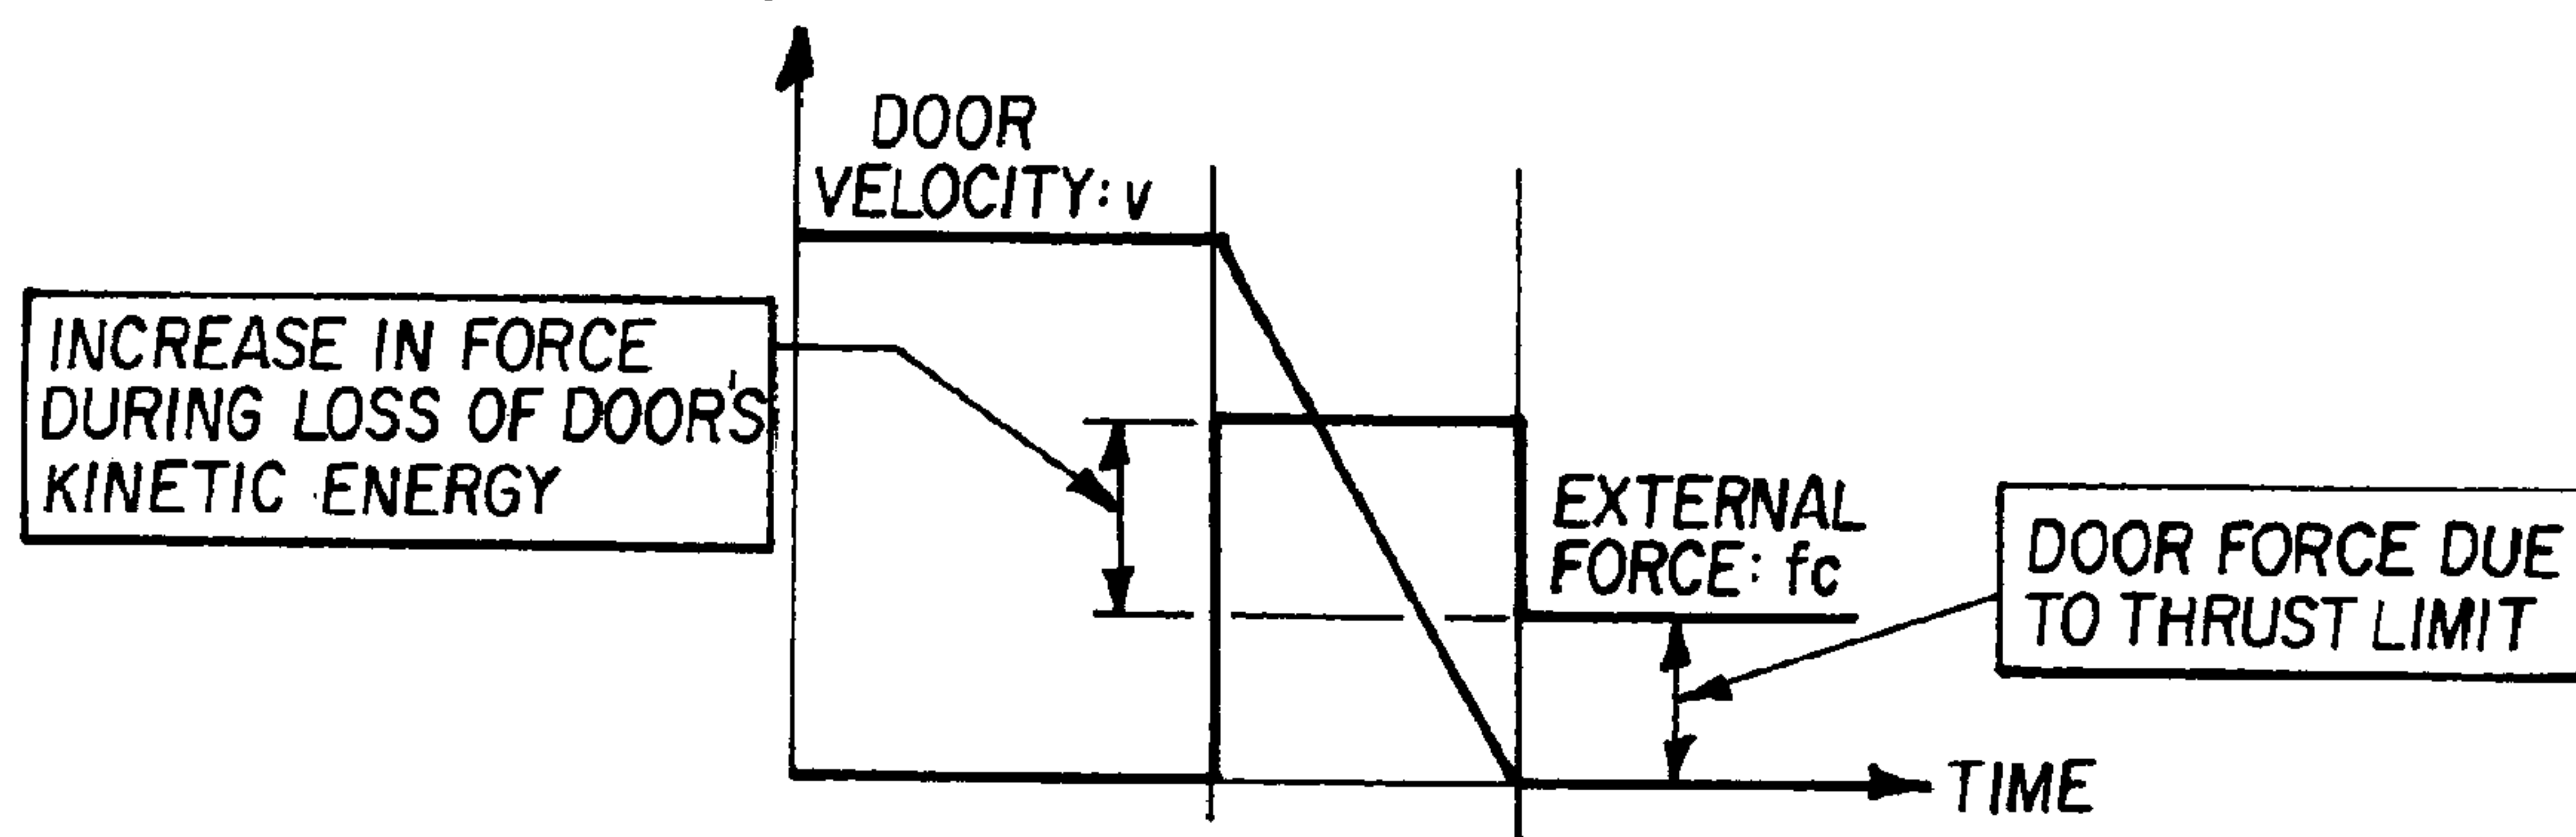 DOOR
VELOCITY: v
INCREASE IN FORCE
DURING LOSS OF DOOR'S
KINETIC ENERGY
EXTERNAL
FORCE: fc
DOOR FORCE DUE
TO THRUST LIMIT
TIME